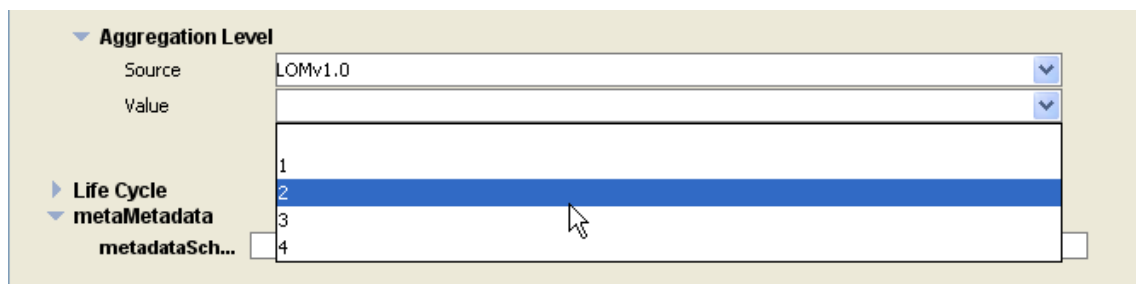 Aggregation Level
Source LOMv1.0
Value
1
Life Cycle 2
metaMetadata 3
metadataSch... 4